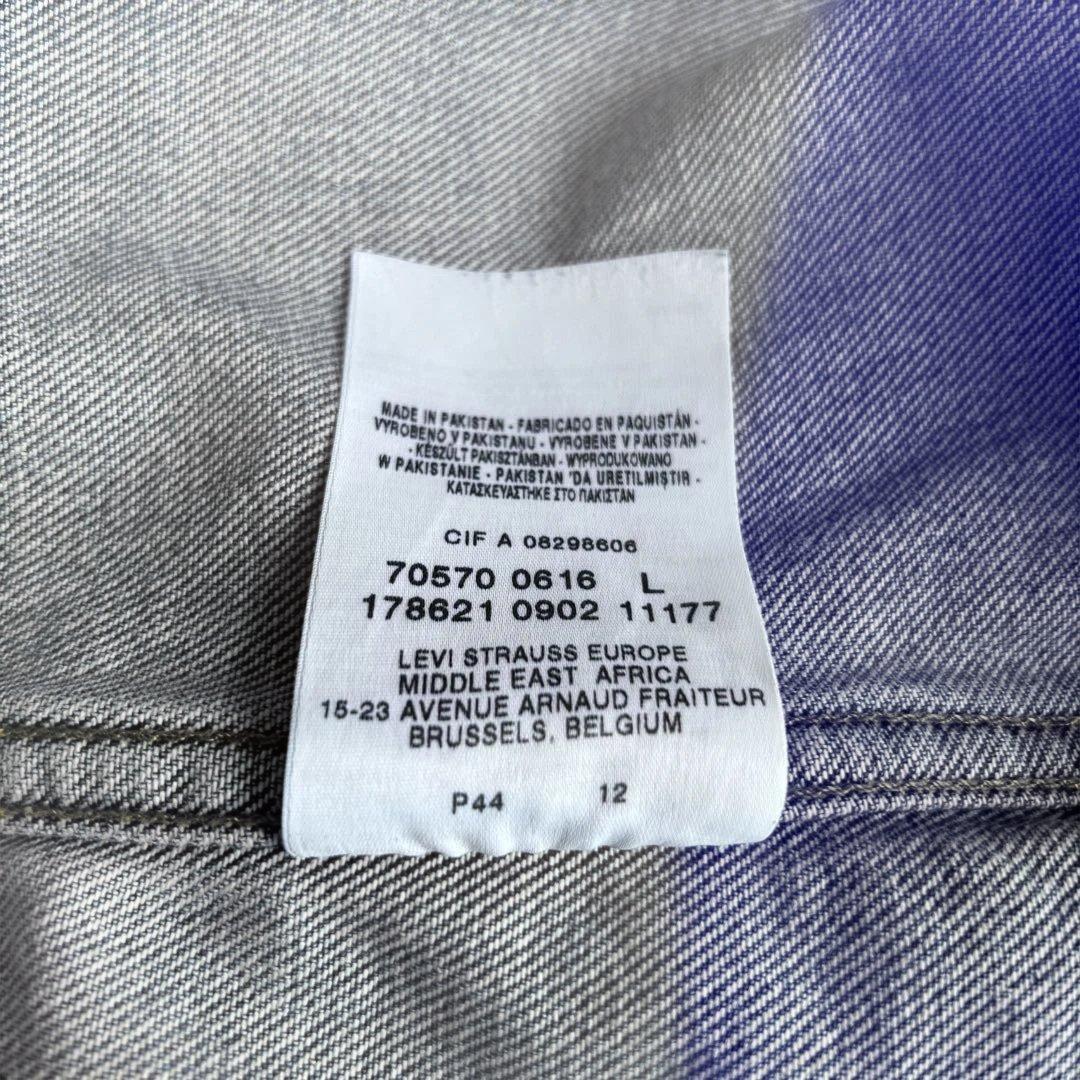 MADE IN PAKISTAN - FABRICADO EN PAQUISTÁN -
VYROBENO V PAKISTANU - VYROBENE V PAKISTAN -
- KÉSZÜLT PAKISZTÁNBAN - WYPRODUKOWANO
W PAKISTANIE - PAKISTAN 'DA URETILMIŞTIR -
ΚΑΤΑΣΚΕΥΑΣΤΗΚΕ ΣΤΟ ΠΑΚΙΣΤΑΝ
CIF A 08298606
70570 0616 L
178621 0902 11177
LEVI STRAUSS EUROPE
MIDDLE EAST AFRICA
15-23 AVENUE ARNAUD FRAITEUR
BRUSSELS, BELGIUM
P44 12